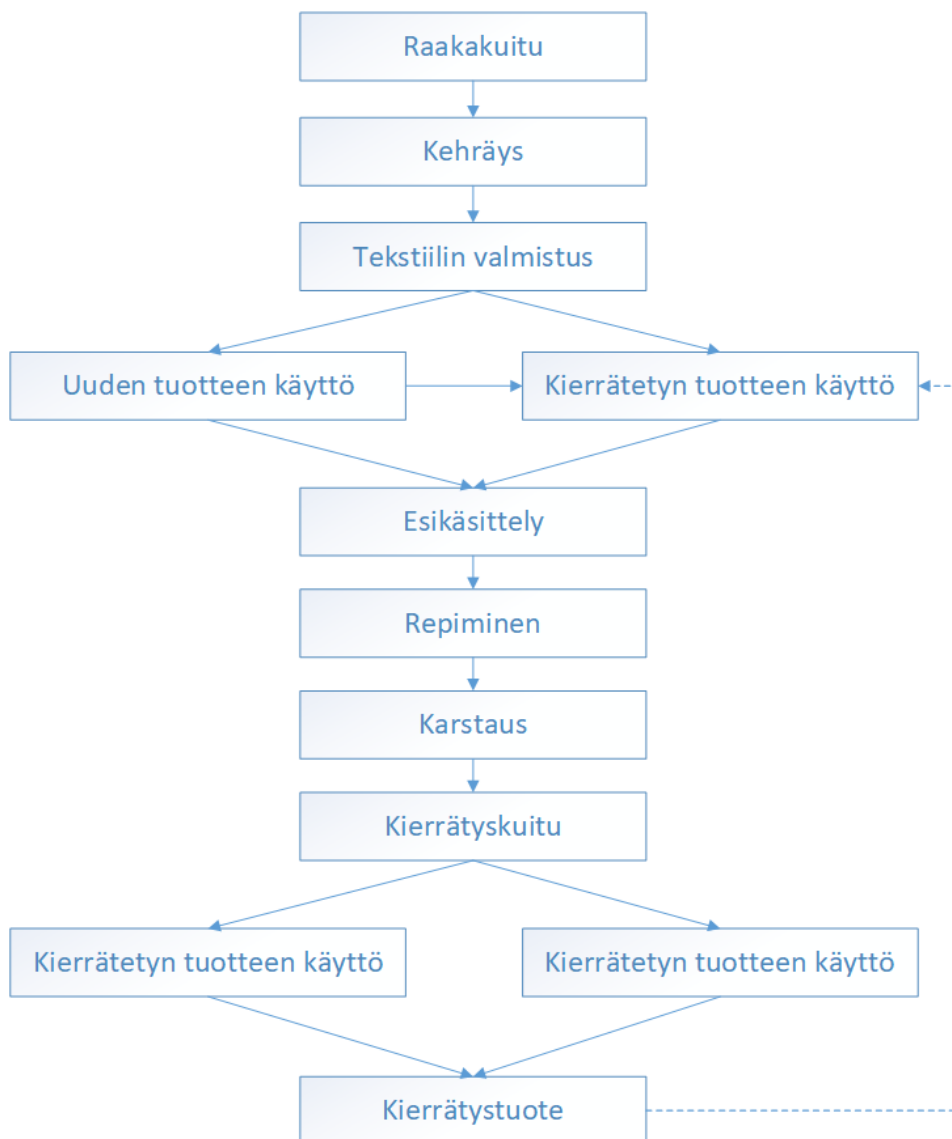 Raakakuitu
Kehräys
Tekstiilin valmistus
Uuden tuotteen käyttö
Kierrätetyn tuotteen käyttö
Esikäsittely
Repiminen
Karstaus
Kierrätyskuitu
Kierrätetyn tuotteen käyttö
Kierrätetyn tuotteen käyttö
Kierrätystuote